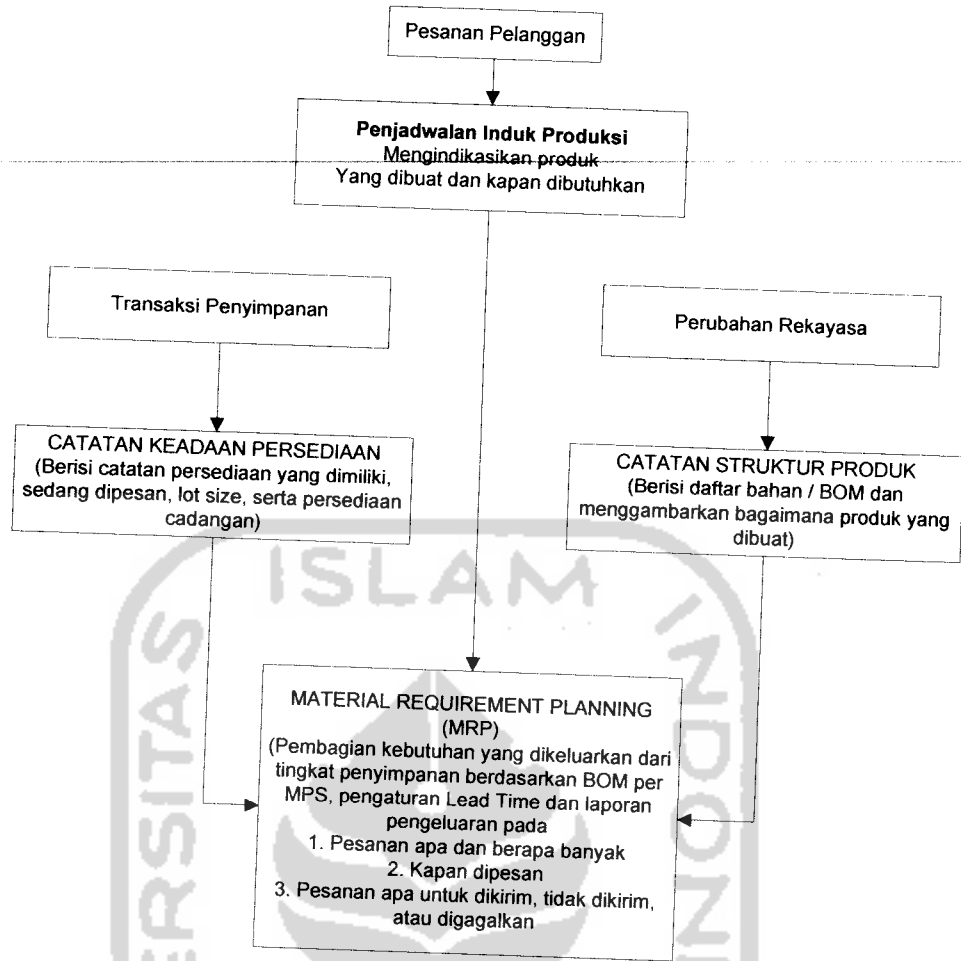 Pesanan Pelanggan
Penjadwalan Induk Produksi
Mengindikasikan produk
Yang dibuat dan kapan dibutuhkan
Transaksi Penyimpanan
Perubahan Rekayasa
CATATAN KEADAAN PERSEDIAAN
(Berisi catatan persediaan yang dimiliki,
sedang dipesan, lot size, serta persediaan
cadangan)
CATATAN STRUKTUR PRODUK
(Berisi daftar bahan / BOM dan
menggambarkan bagaimana produk yang
dibuat)
MATERIAL REQUIREMENT PLANNING
(MRP)
(Pembagian kebutuhan yang dikeluarkan dari
tingkat penyimpanan berdasarkan BOM per
MPS, pengaturan Lead Time dan laporan
pengeluaran pada
1. Pesanan apa dan berapa banyak
2. Kapan dipesan
3. Pesanan apa untuk dikirim, tidak dikirim,
atau digagalkan
ISLAM
ERSITAS
INDON